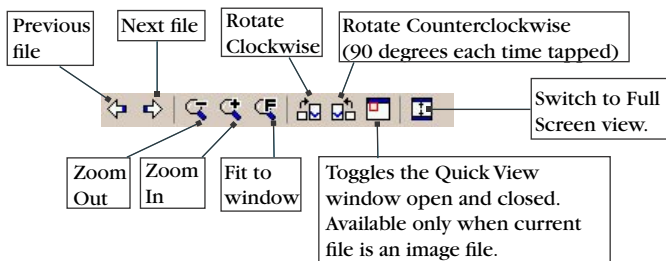 Previous
file
Next file
Rotate
Clockwise
Rotate Counterclockwise
(90 degrees each time tapped)
Switch to Full
Screen view.
F
Zoom
Out
Zoom
In
Fit to
window
Toggles the Quick View
window open and closed.
Available only when current
file is an image file.